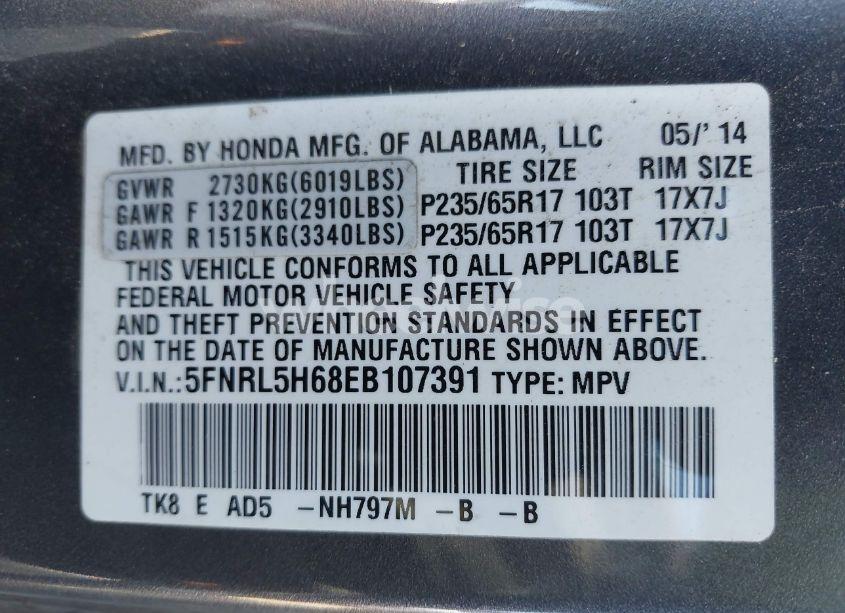 MFD. BY HONDA MFG. OF ALABAMA, LLC 05/' 14
TIRE SIZE RIM SIZE
GVWR 2730KG(6019LBS)
GAWR F 1320KG(2910LBS) P235/65R17 103T 17X7J
GAWR R 1515KG(3340LBS) P235/65R17 103T 17X7J
THIS VEHICLE CONFORMS TO ALL APPLICABLE
FEDERAL MOTOR VEHICLE SAFETY
AND THEFT PREVENTION STANDARDS IN EFFECT
ON THE DATE OF MANUFACTURE SHOWN ABOVE.
V.I.N.:5FNRL5H68EB107391 TYPE: MPV
TK8 E AD5 -NH797M -B -B